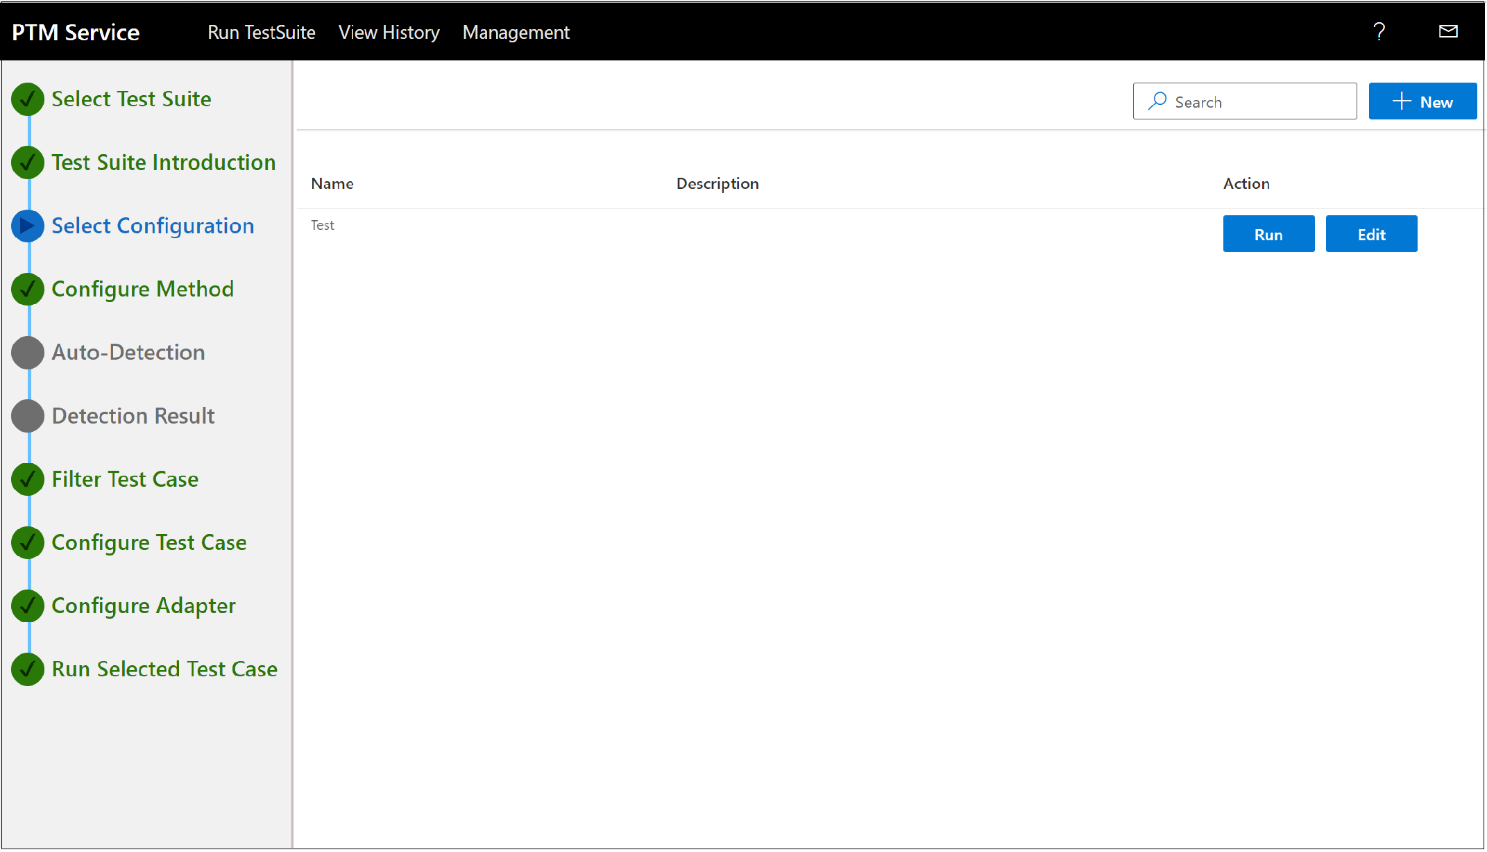 PTM Service
Run TestSuite
View History
Management
?
Select Test Suite
Test Suite Introduction
Select Configuration
Configure Method
Auto-Detection
Detection Result
Filter Test Case
Configure Test Case
Configure Adapter
Run Selected Test Case
Search
New
Name
Description
Action
Test
Run
Edit